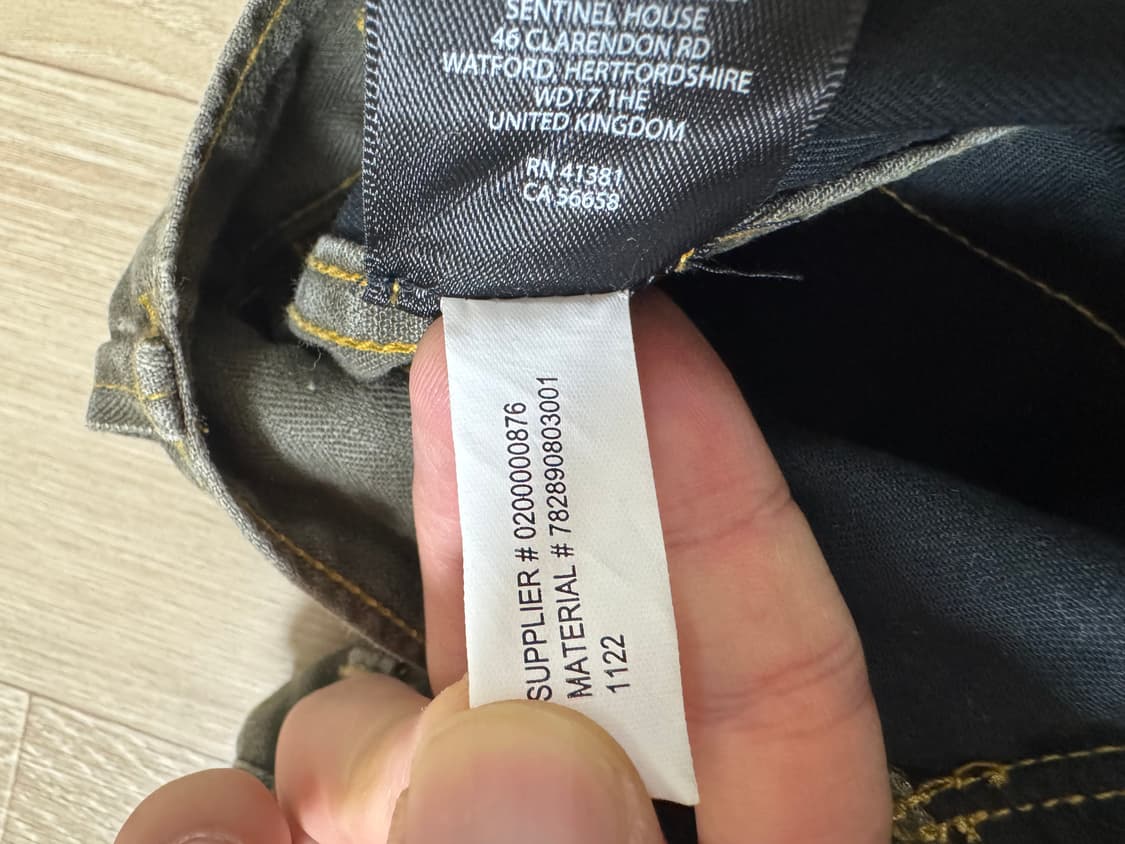 SENTINEL HOUSE
46 CLARENDON RD
WATFORD, HERTFORDSHIRE
WD17 1HE
UNITED KINGDOM
RN 41381
CA 56658
SUPPLIER # 0200000876
MATERIAL # 782890803001
1122